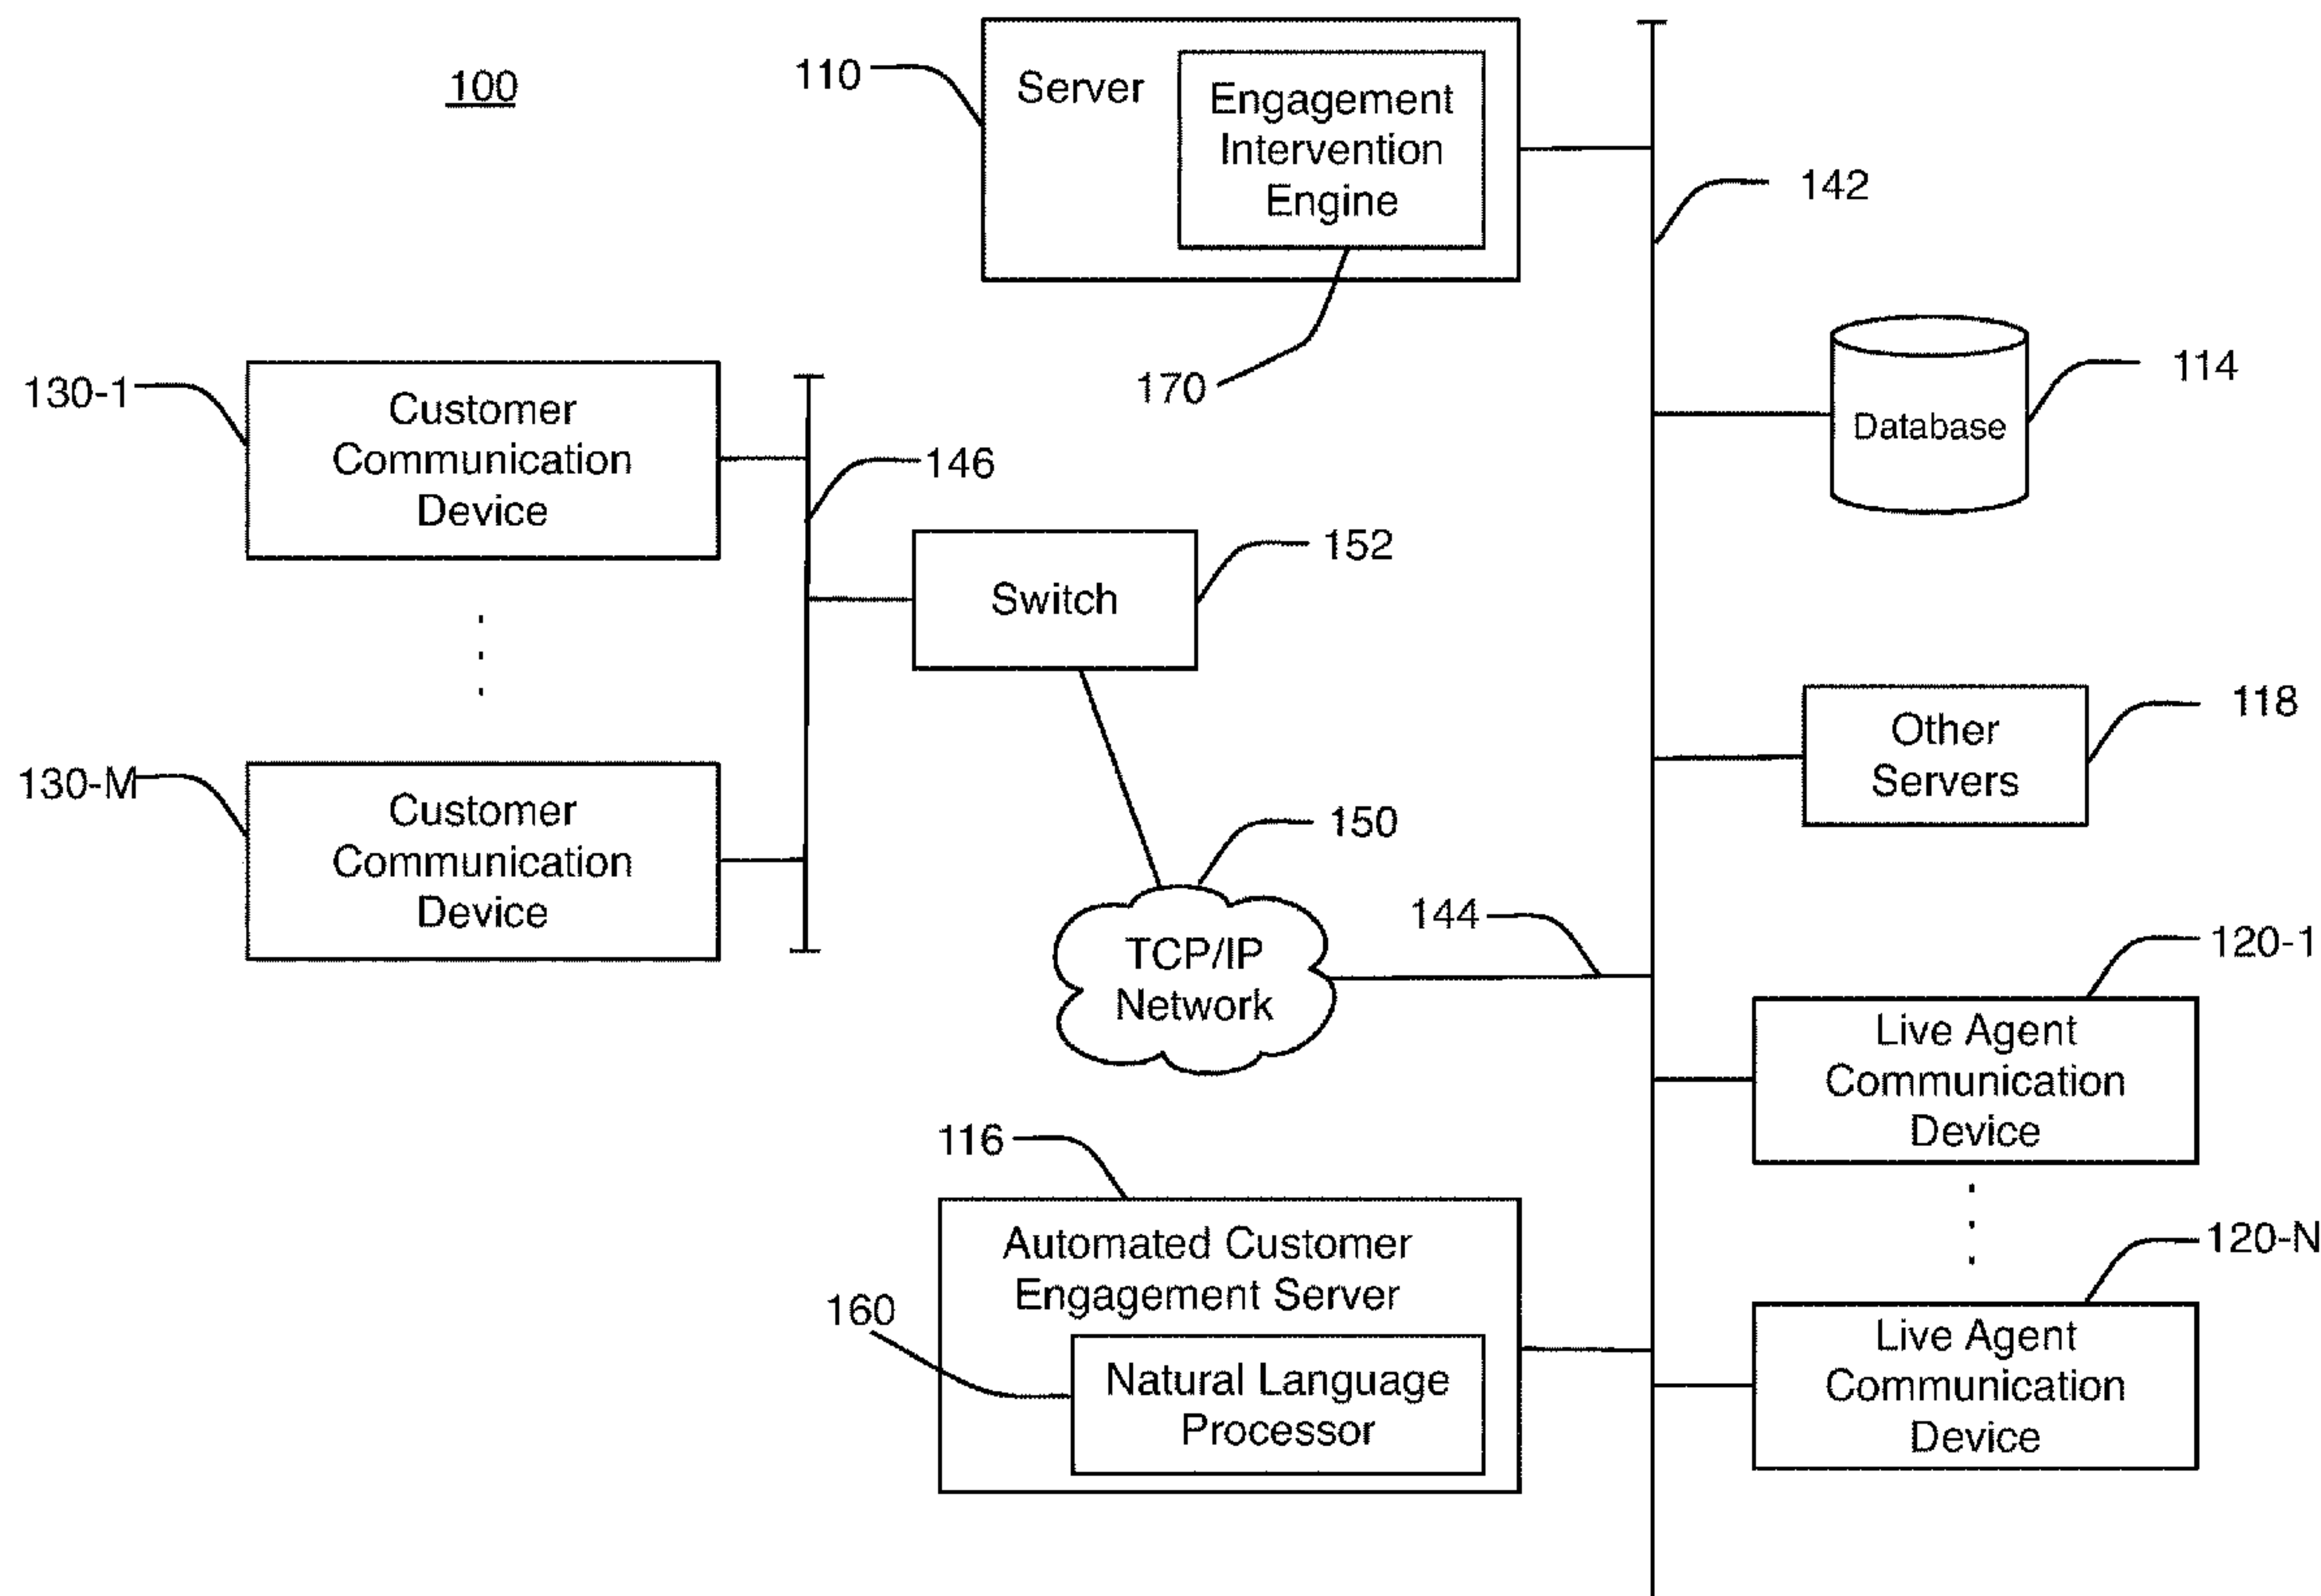 100
110
Server
Engagement
Intervention
Engine
170
142
130-1
Customer
Communication
Device
146
Database
114
Switch
152
Other
Servers
118
130-M
Customer
Communication
Device
150
TCP/IP
Network
144
120-1
Live Agent
Communication
Device
116
Automated Customer
Engagement Server
160
Natural Language
Processor
120-N
Live Agent
Communication
Device